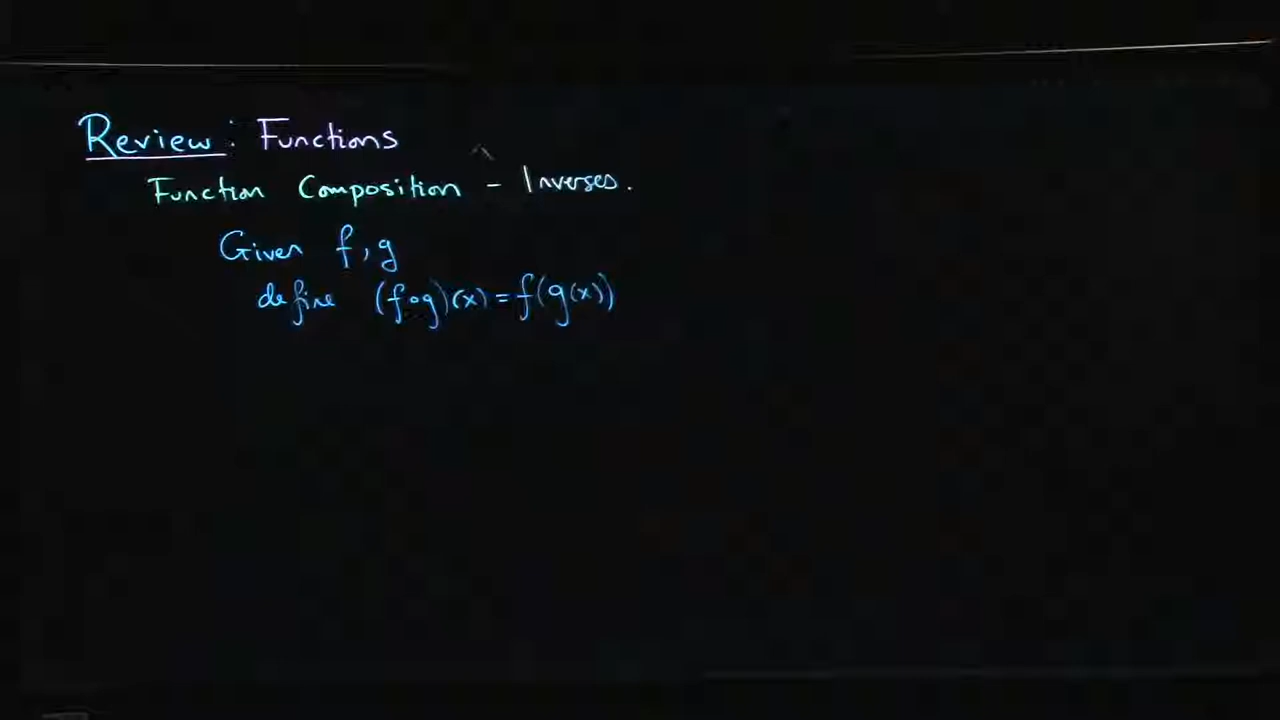 Review: Functions
Function Composition - Inverses.
Given f, g
define (f∘g)(x) = f(g(x))